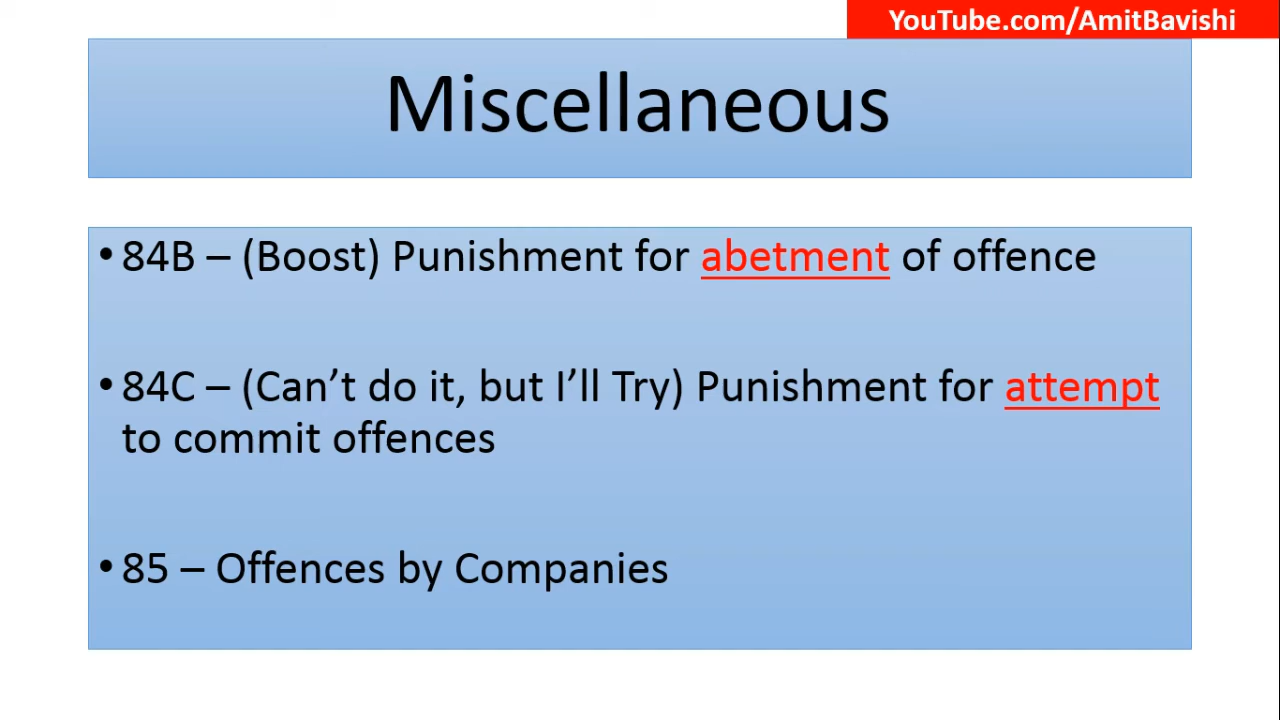 YouTube.com/AmitBavishi
Miscellaneous
• 84B – (Boost) Punishment for abetment of offence
• 84C – (Can’t do it, but I’ll Try) Punishment for attempt
to commit offences
• 85 – Offences by Companies